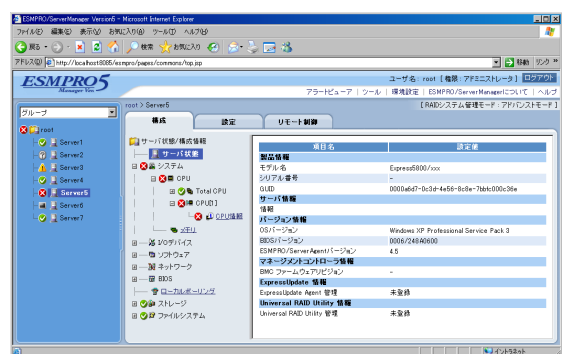 ESMPRO/ServerManager Version5 - Microsoft Internet Explorer
ファイル(F) 編集(E) 表示(V) お気に入り(A) ツール(T) ヘルプ(H)
戻る 検索 お気に入り
アドレス(D) http://localhost:8085/esmpro/pages/commons/top.jsp 移動 リンク »
ESMPRO5
Manager Ver5
ユーザ名: root [ 権限: アドミニストレータ ] ログアウト
アラートビューア | ツール | 環境設定 | ESMPRO/ServerManagerについて | ヘルプ
グループ
root > Server5
[ RAIDシステム管理モード: アドバンストモード ]
root
Server1
Server2
Server3
Server4
Server5
Server6
Server7
構成 設定 リモート制御
サーバ状態/構成情報
サーバ状態
システム
CPU
Total CPU
CPU[1]
CPU情報
メモリ
I/Oデバイス
ソフトウェア
ネットワーク
BIOS
ローカルポーリング
ストレージ
ファイルシステム
項目名 設定値
製品情報
モデル名 Express5800/xxx
シリアル番号 -
GUID
サーバ情報
情報
バージョン情報
OSバージョン Windows XP Professional Service Pack 3
BIOSバージョン 0006/248A0600
ESMPRO/ServerAgentバージョン 4.5
マネージメントコントローラ情報
BMC ファームウェアリビジョン -
ExpressUpdate 情報
ExpressUpdate Agent 管理 未登録
Universal RAID Utility 情報
Universal RAID Utility 管理 未登録
イントラネット